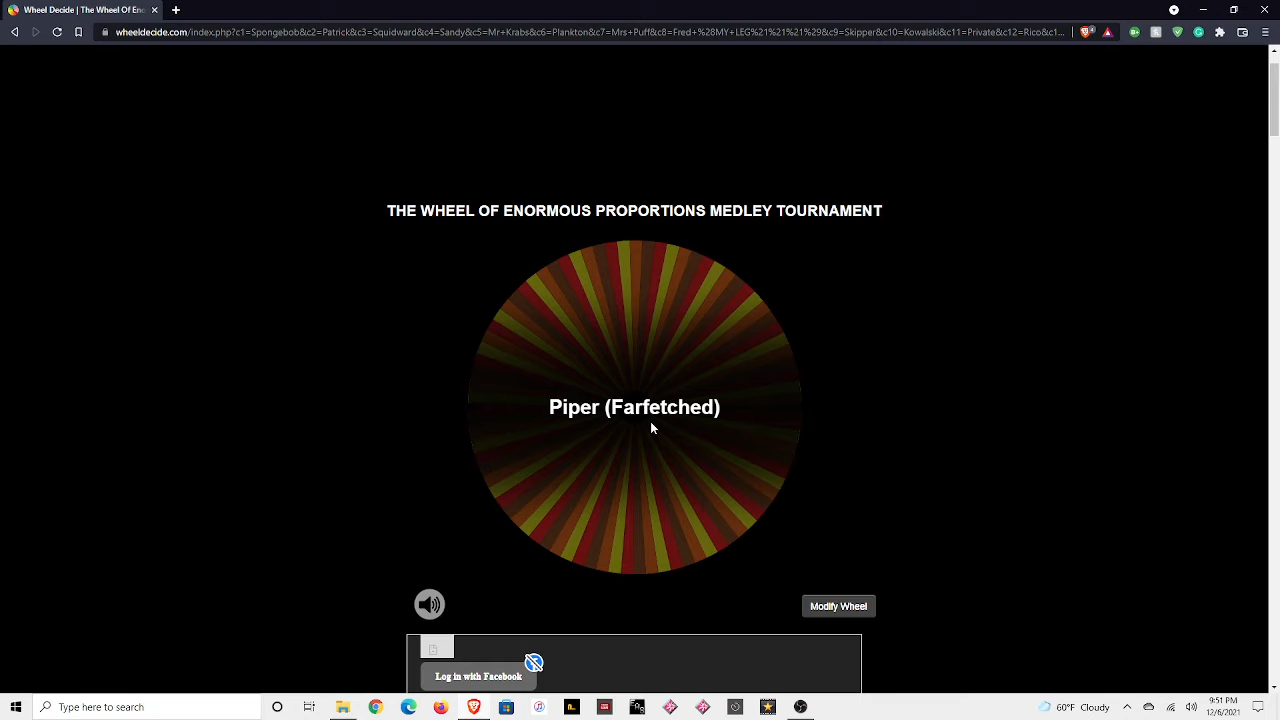 Wheel Decide | The Wheel Of En
wheeldecide.com/index.php?c1=Spongebob&c2=Patrick&c3=Squidward&c4=Sandy&c5=Mr+Krabs&c6=Plankton&c7=Mrs+Puff&c8=Fred+%28MY+LEG%21%21%21%29&c9=Skipper&c10=Kowalski&c11=Private&c12=Rico&c1...
THE WHEEL OF ENORMOUS PROPORTIONS MEDLEY TOURNAMENT
Piper (Farfetched)
Modify Wheel
Log in with Facebook
Type here to search
60°F Cloudy
9:51 PM
12/6/2021